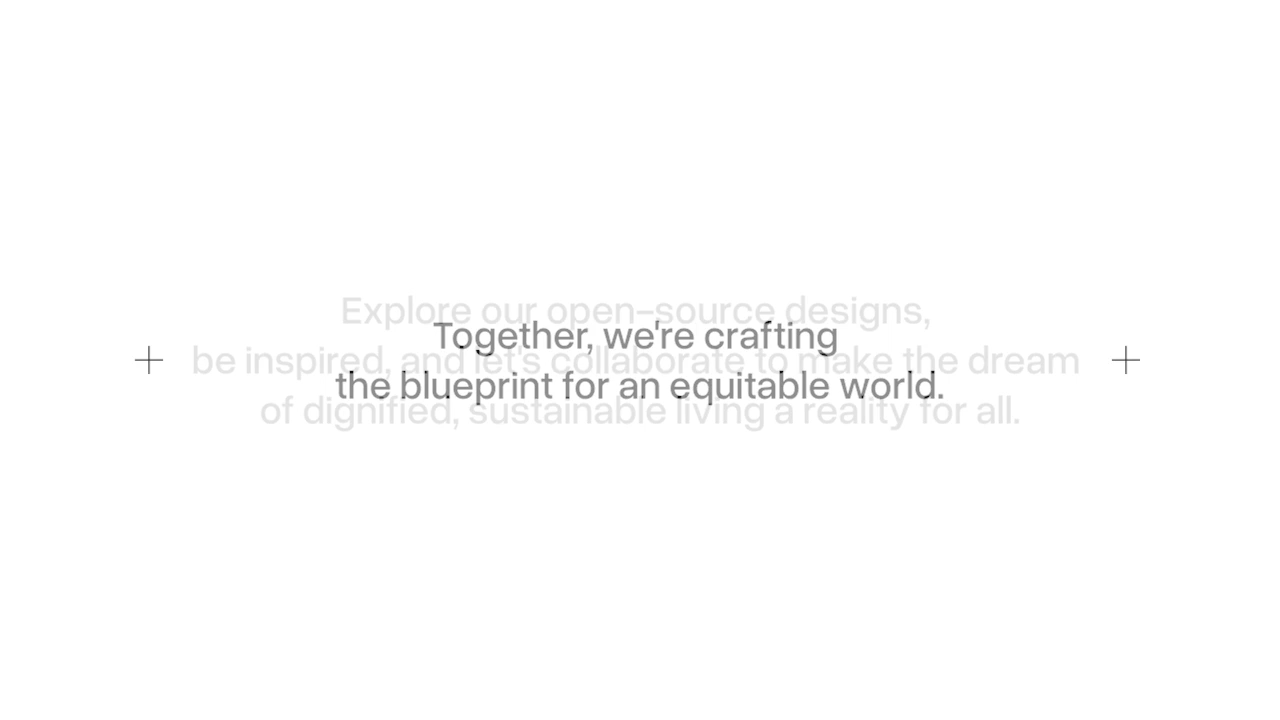 Explore our open–source designs,
Together, we're crafting
be inspired, and let's collaborate to make the dream
the blueprint for an equitable world.
of dignified, sustainable living a reality for all.